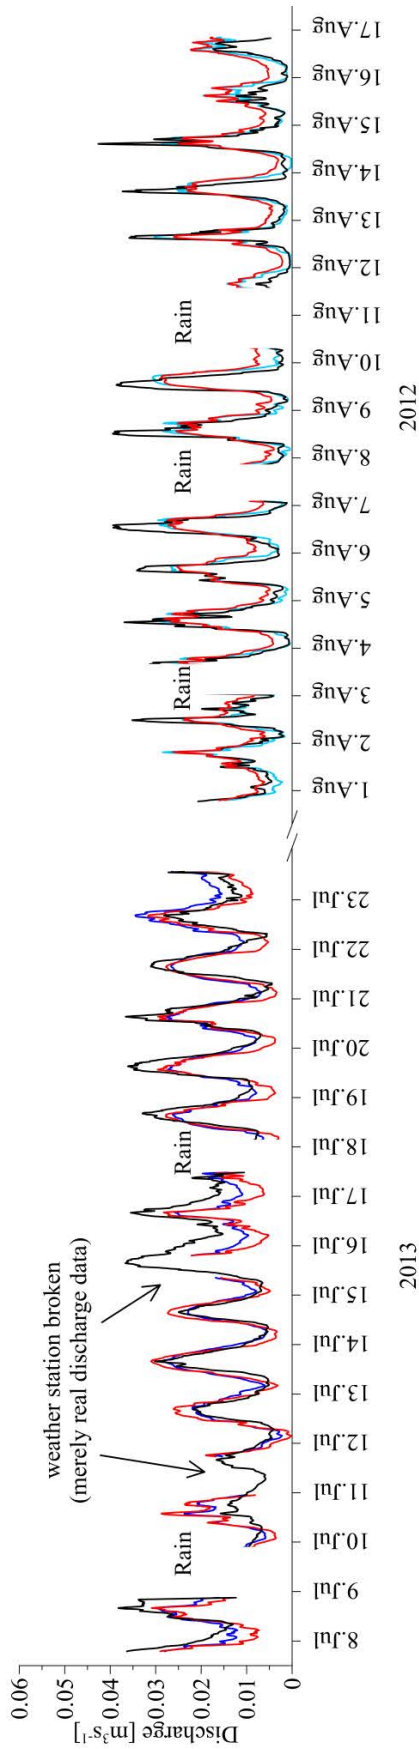 0.06
0.05
0.04
0.03
0.02
0.01
0
Discharge [m³s⁻¹]
weather station broken
(merely real discharge data)
Rain
Rain
Rain
Rain
Rain
8.Jul
9.Jul
10.Jul
11.Jul
12.Jul
13.Jul
14.Jul
15.Jul
16.Jul
17.Jul
18.Jul
19.Jul
20.Jul
21.Jul
22.Jul
23.Jul
1.Aug
2.Aug
3.Aug
4.Aug
5.Aug
6.Aug
7.Aug
8.Aug
9.Aug
10.Aug
11.Aug
12.Aug
13.Aug
14.Aug
15.Aug
16.Aug
17.Aug
2013
2012